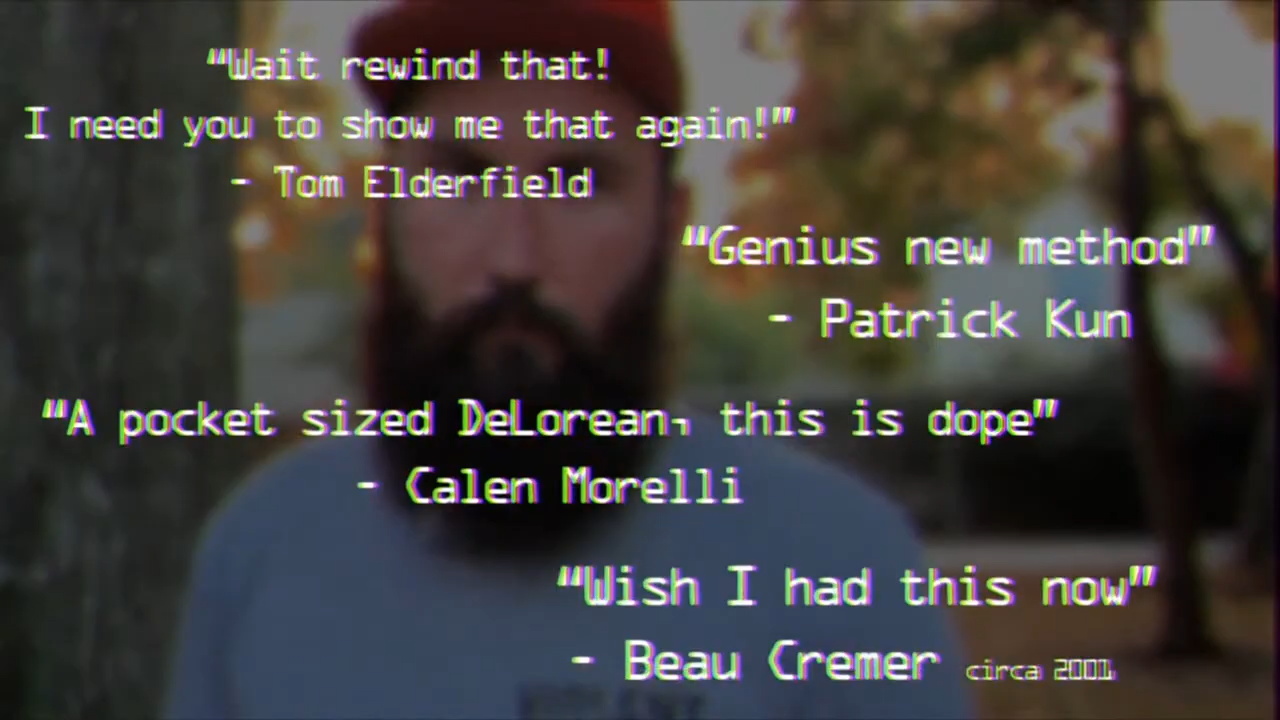 “Wait rewind that!
I need you to show me that again!”
- Tom Elderfield
“Genius new method”
- Patrick Kun
“A pocket sized DeLorean, this is dope”
- Calen Morelli
“Wish I had this now”
- Beau Cremer circa 2001